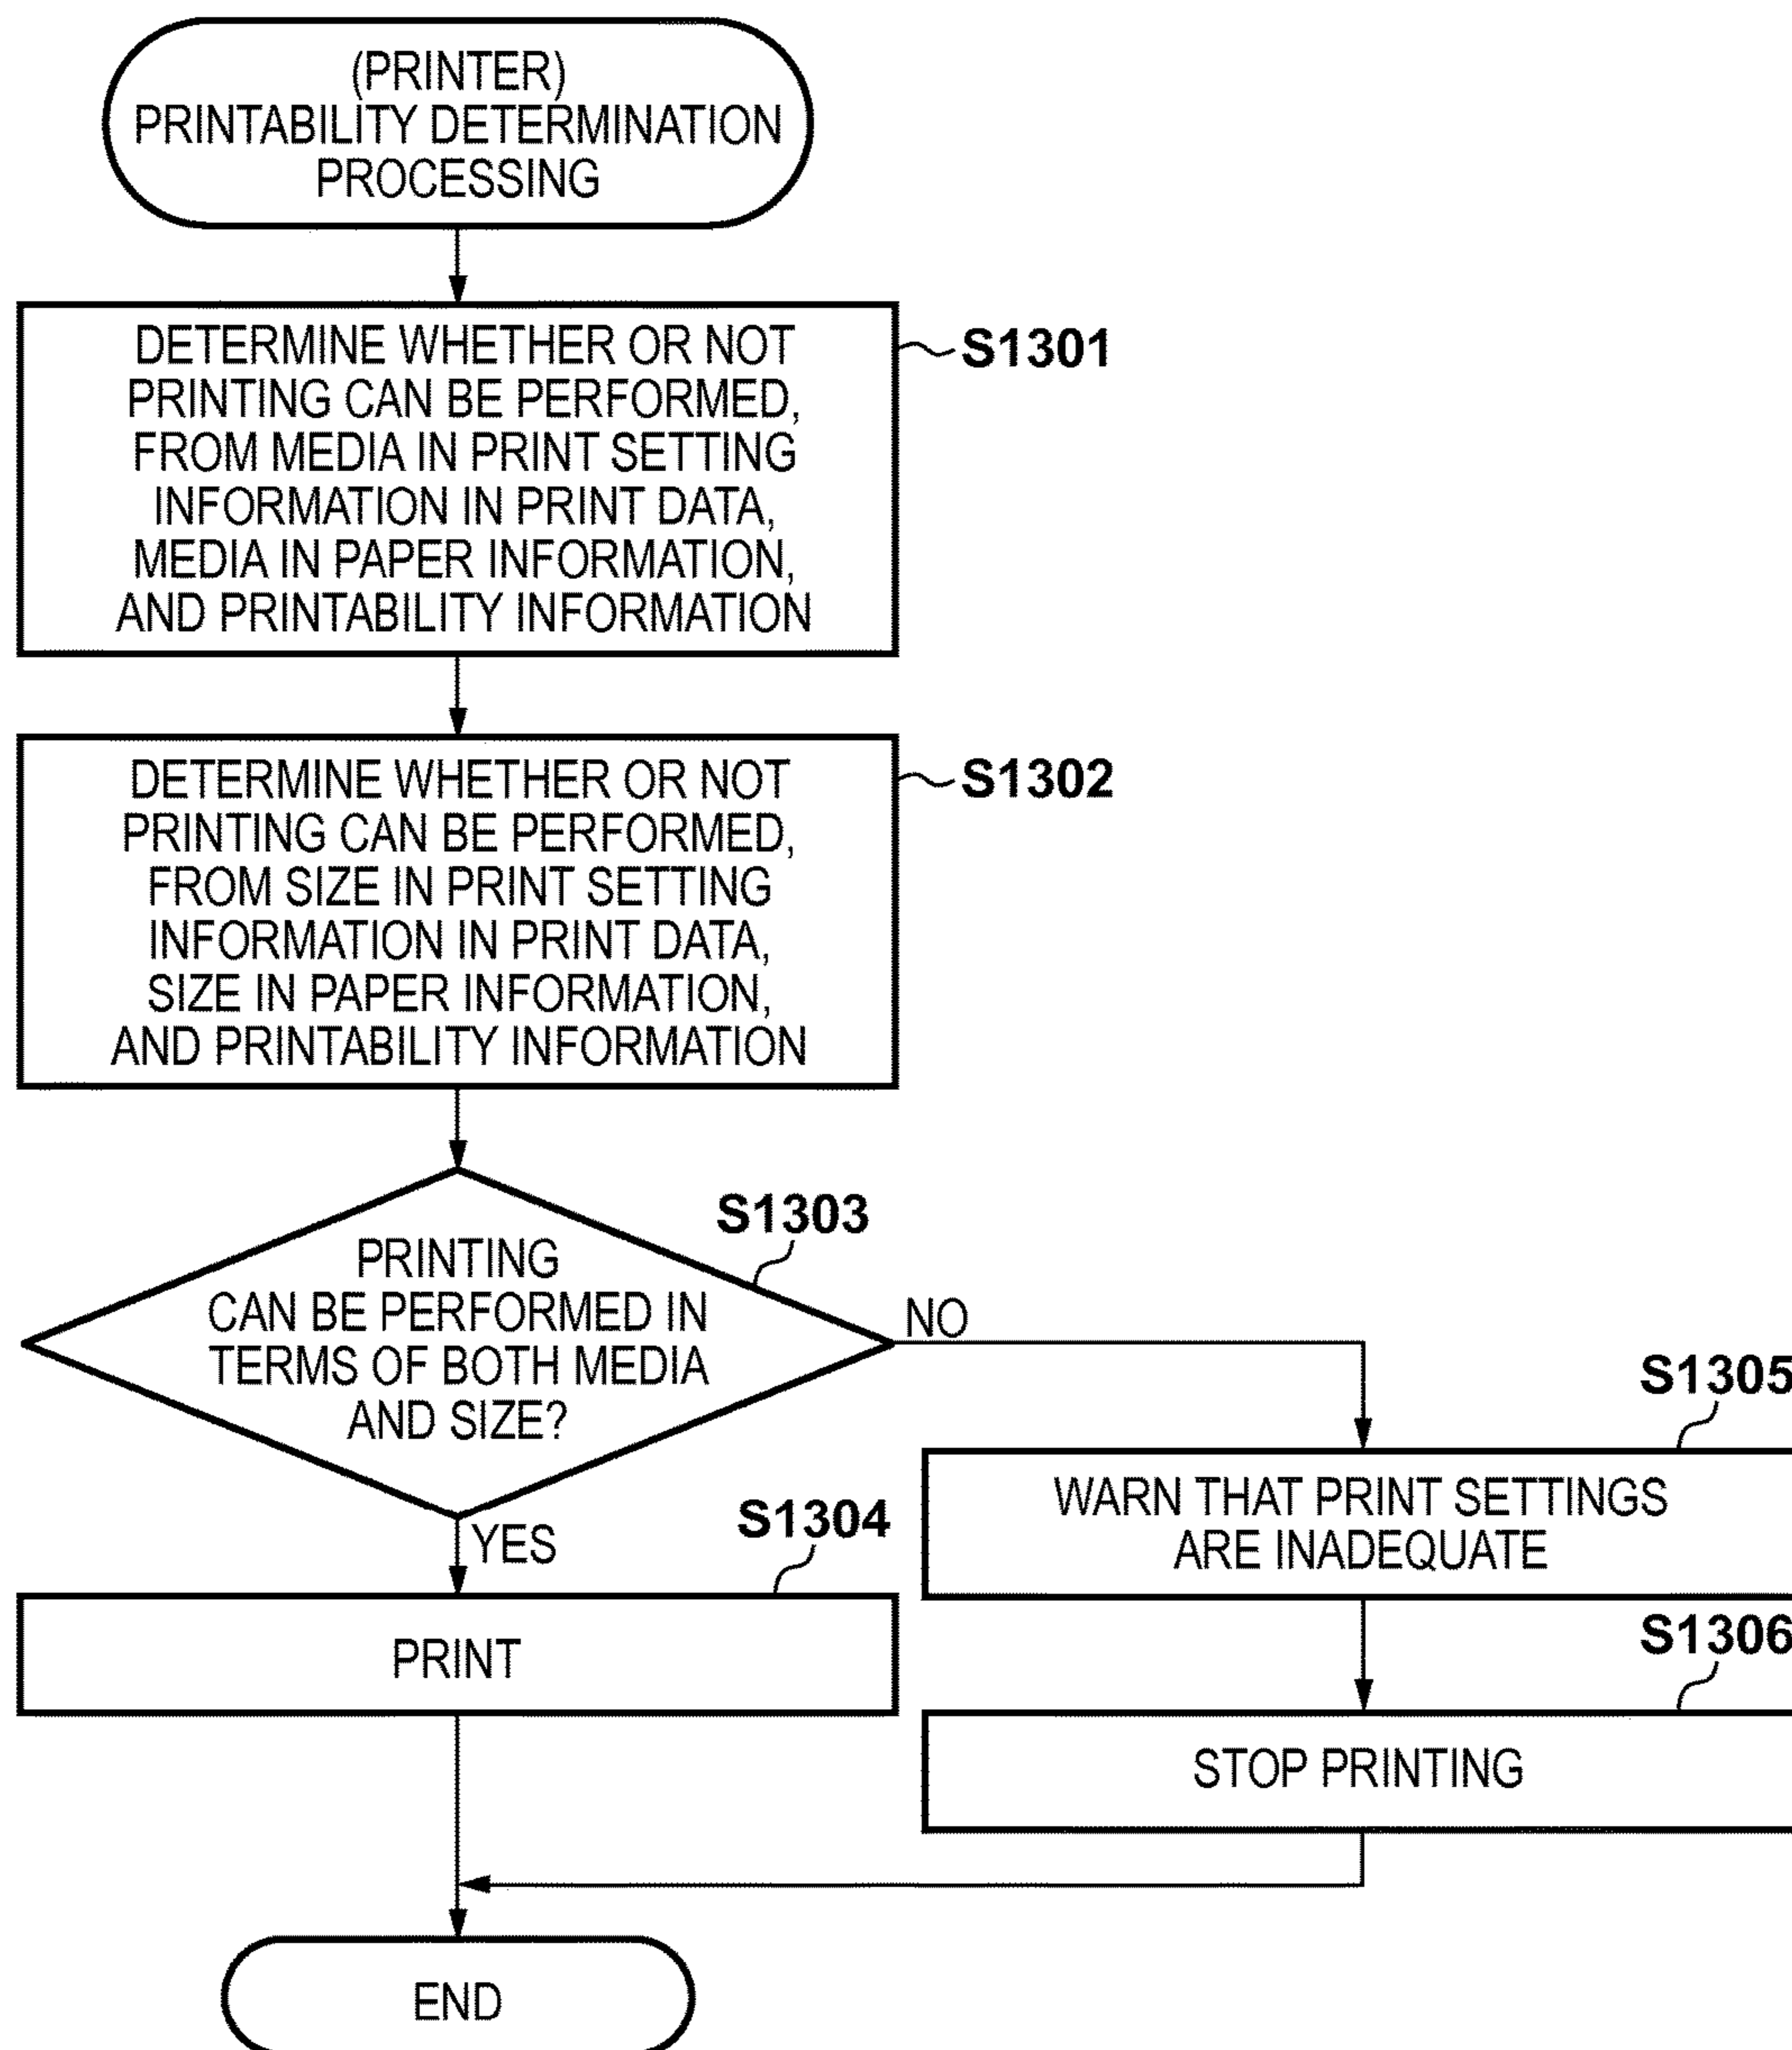 (PRINTER)
PRINTABILITY DETERMINATION
PROCESSING
DETERMINE WHETHER OR NOT
PRINTING CAN BE PERFORMED,
FROM MEDIA IN PRINT SETTING
INFORMATION IN PRINT DATA,
MEDIA IN PAPER INFORMATION,
AND PRINTABILITY INFORMATION
S1301
DETERMINE WHETHER OR NOT
PRINTING CAN BE PERFORMED,
FROM SIZE IN PRINT SETTING
INFORMATION IN PRINT DATA,
SIZE IN PAPER INFORMATION,
AND PRINTABILITY INFORMATION
S1302
S1303
PRINTING
CAN BE PERFORMED IN
TERMS OF BOTH MEDIA
AND SIZE?
NO
YES
S1304
PRINT
S1305
WARN THAT PRINT SETTINGS
ARE INADEQUATE
S1306
STOP PRINTING
END